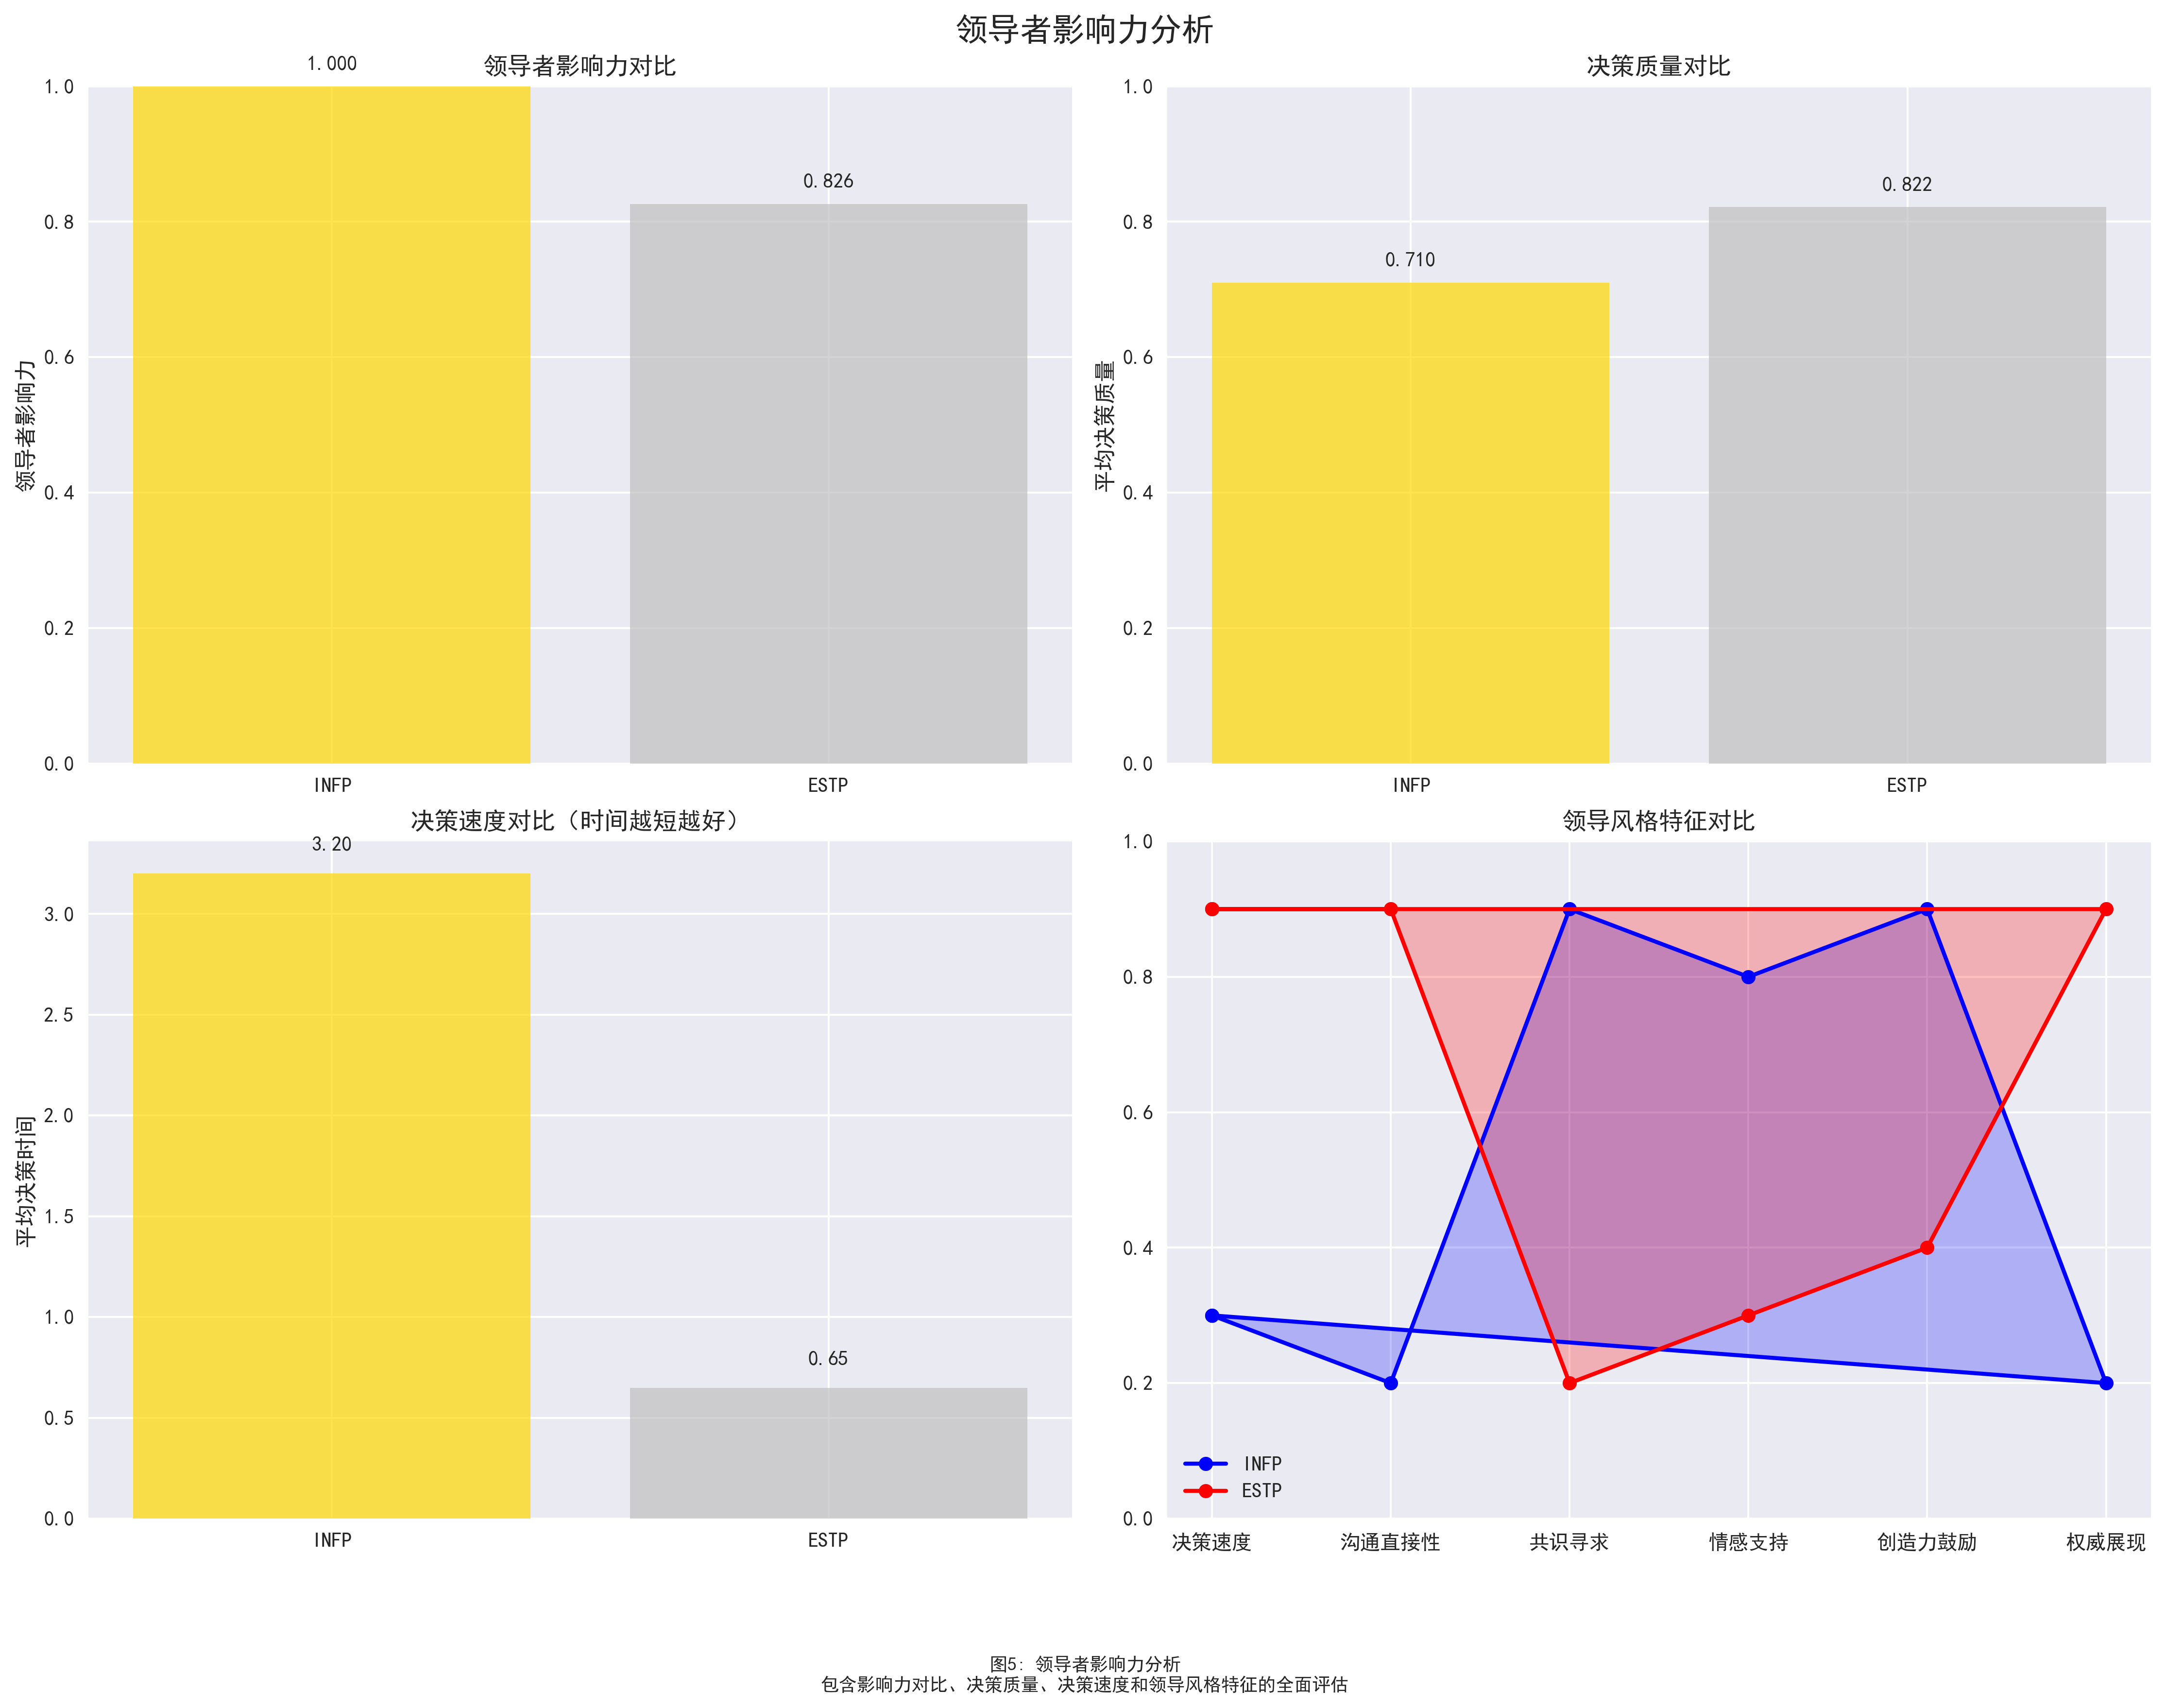 领导者影响力分析
领导者影响力对比
1.000
0.826
1.0
0.8
0.6
0.4
0.2
0.0
领导者影响力
INFP
ESTP
决策质量对比
0.710
0.822
1.0
0.8
0.6
0.4
0.2
0.0
平均决策质量
INFP
ESTP
决策速度对比（时间越短越好）
3.20
0.65
3.0
2.5
2.0
1.5
1.0
0.5
0.0
平均决策时间
INFP
ESTP
领导风格特征对比
1.0
0.8
0.6
0.4
0.2
0.0
INFP
ESTP
决策速度 沟通直接性 共识寻求 情感支持 创造力鼓励 权威展现
图5: 领导者影响力分析
包含影响力对比、决策质量、决策速度和领导风格特征的全面评估